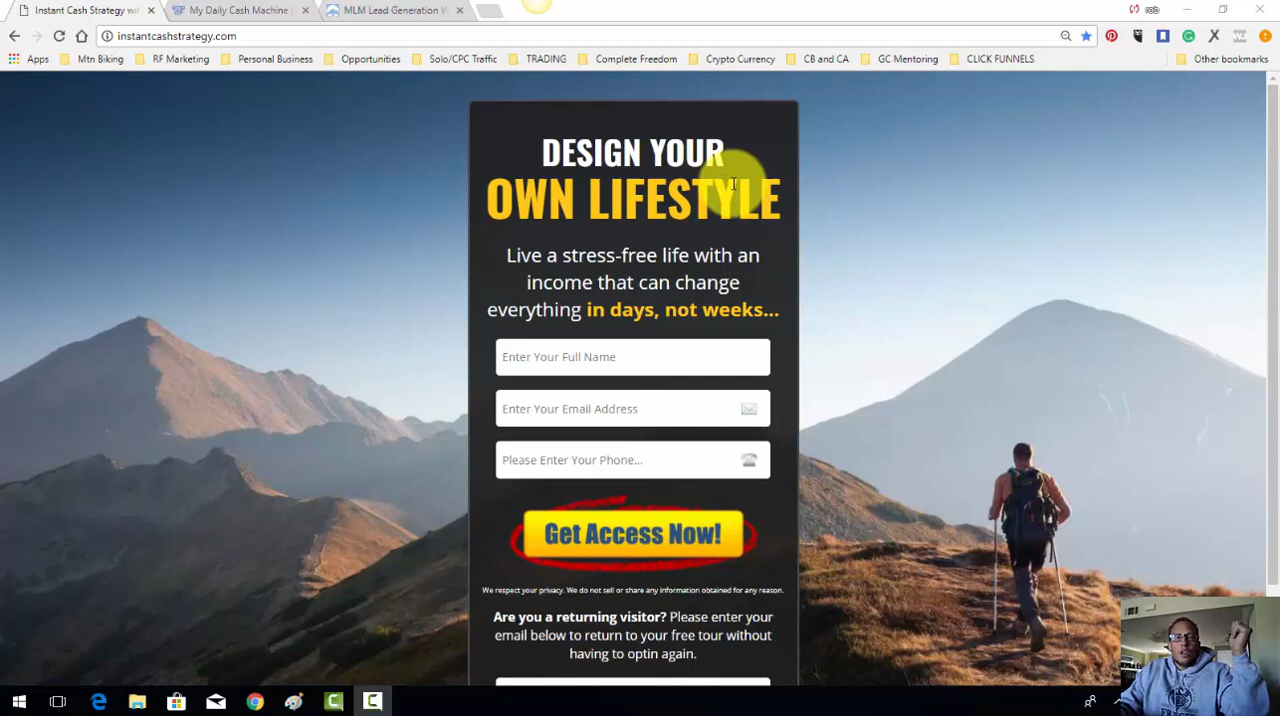 Instant Cash Strategy wit
My Daily Cash Machine
MLM Lead Generation W
rob
instantcashstrategy.com
Apps
Mtn Biking
RF Marketing
Personal Business
Opportunities
Solo/CPC Traffic
TRADING
Complete Freedom
Crypto Currency
CB and CA
GC Mentoring
CLICK FUNNELS
Other bookmarks
DESIGN YOUR
OWN LIFESTYLE
Live a stress-free life with an
income that can change
everything in days, not weeks...
Enter Your Full Name
Enter Your Email Address
Please Enter Your Phone...
Get Access Now!
We respect your privacy. We do not sell or share any information obtained for any reason.
Are you a returning visitor? Please enter your
email below to return to your free tour without
having to optin again.